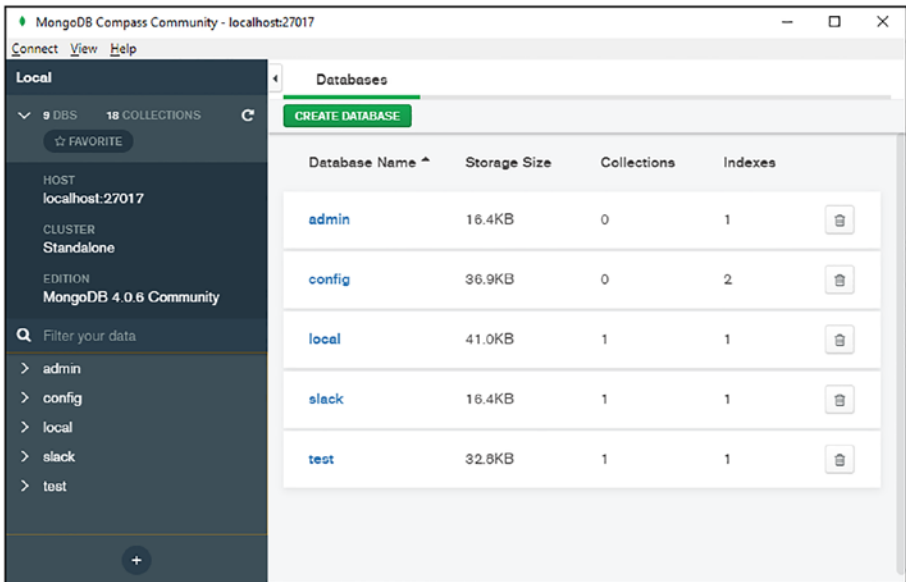 MongoDB Compass Community - localhost:27017
Connect View Help
Local
9 DBS 18 COLLECTIONS
☆ FAVORITE
HOST
localhost:27017
CLUSTER
Standalone
EDITION
MongoDB 4.0.6 Community
Filter your data
admin
config
local
slack
test
Databases
CREATE DATABASE
Database Name Storage Size Collections Indexes
admin 16.4KB 0 1
config 36.9KB 0 2
local 41.0KB 1 1
slack 16.4KB 1 1
test 32.8KB 1 1